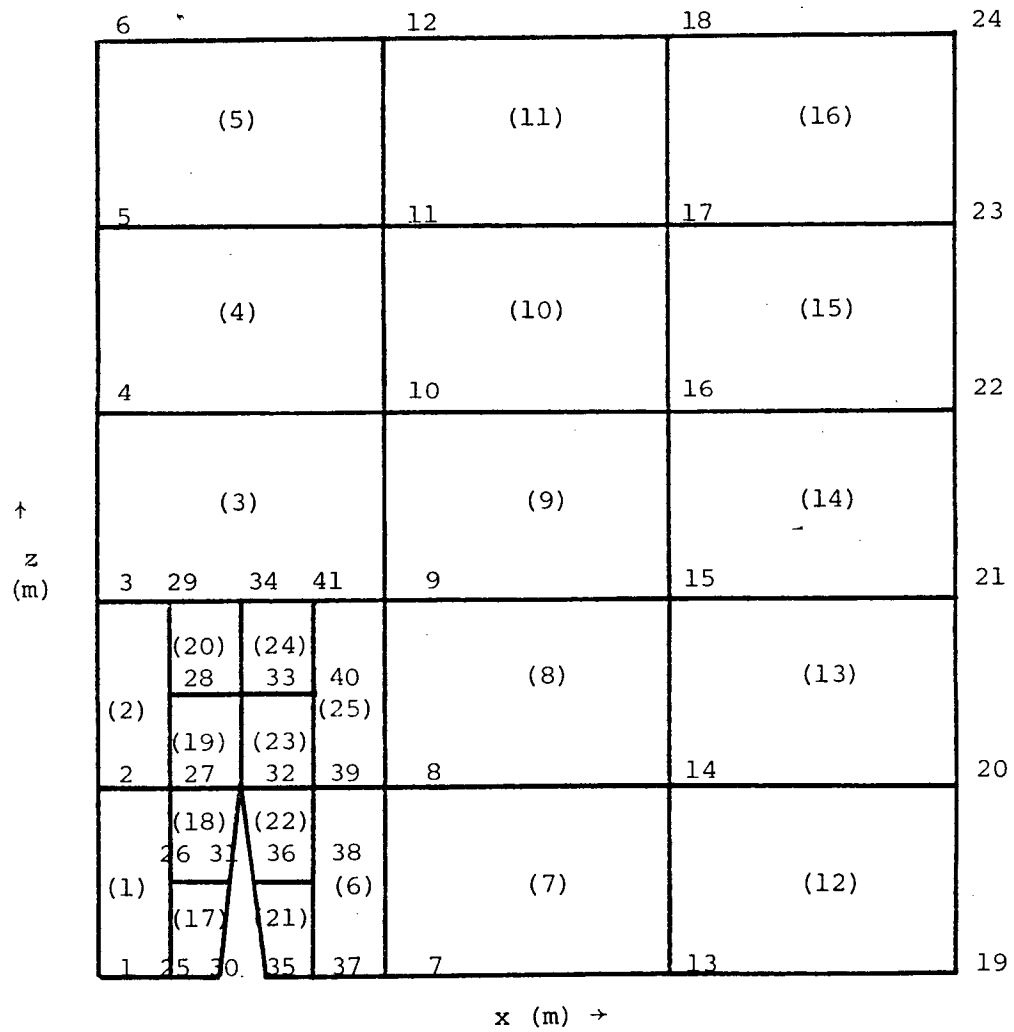 6 12 18 24
(5) (11) (16)
5 11 17 23
(4) (10) (15)
4 10 16 22
(3) (9) (14)
↑
z
(m)
3 29 34 41 9 15 21
(20) (24)
28 33 40 (8) (13)
(2) (25)
(19) (23)
2 27 32 39 8 14 20
(18) (22)
26 31 36 38
(1) (6) (7) (12)
(17) (21)
1 25 30 35 37 7 13 19
x (m) →